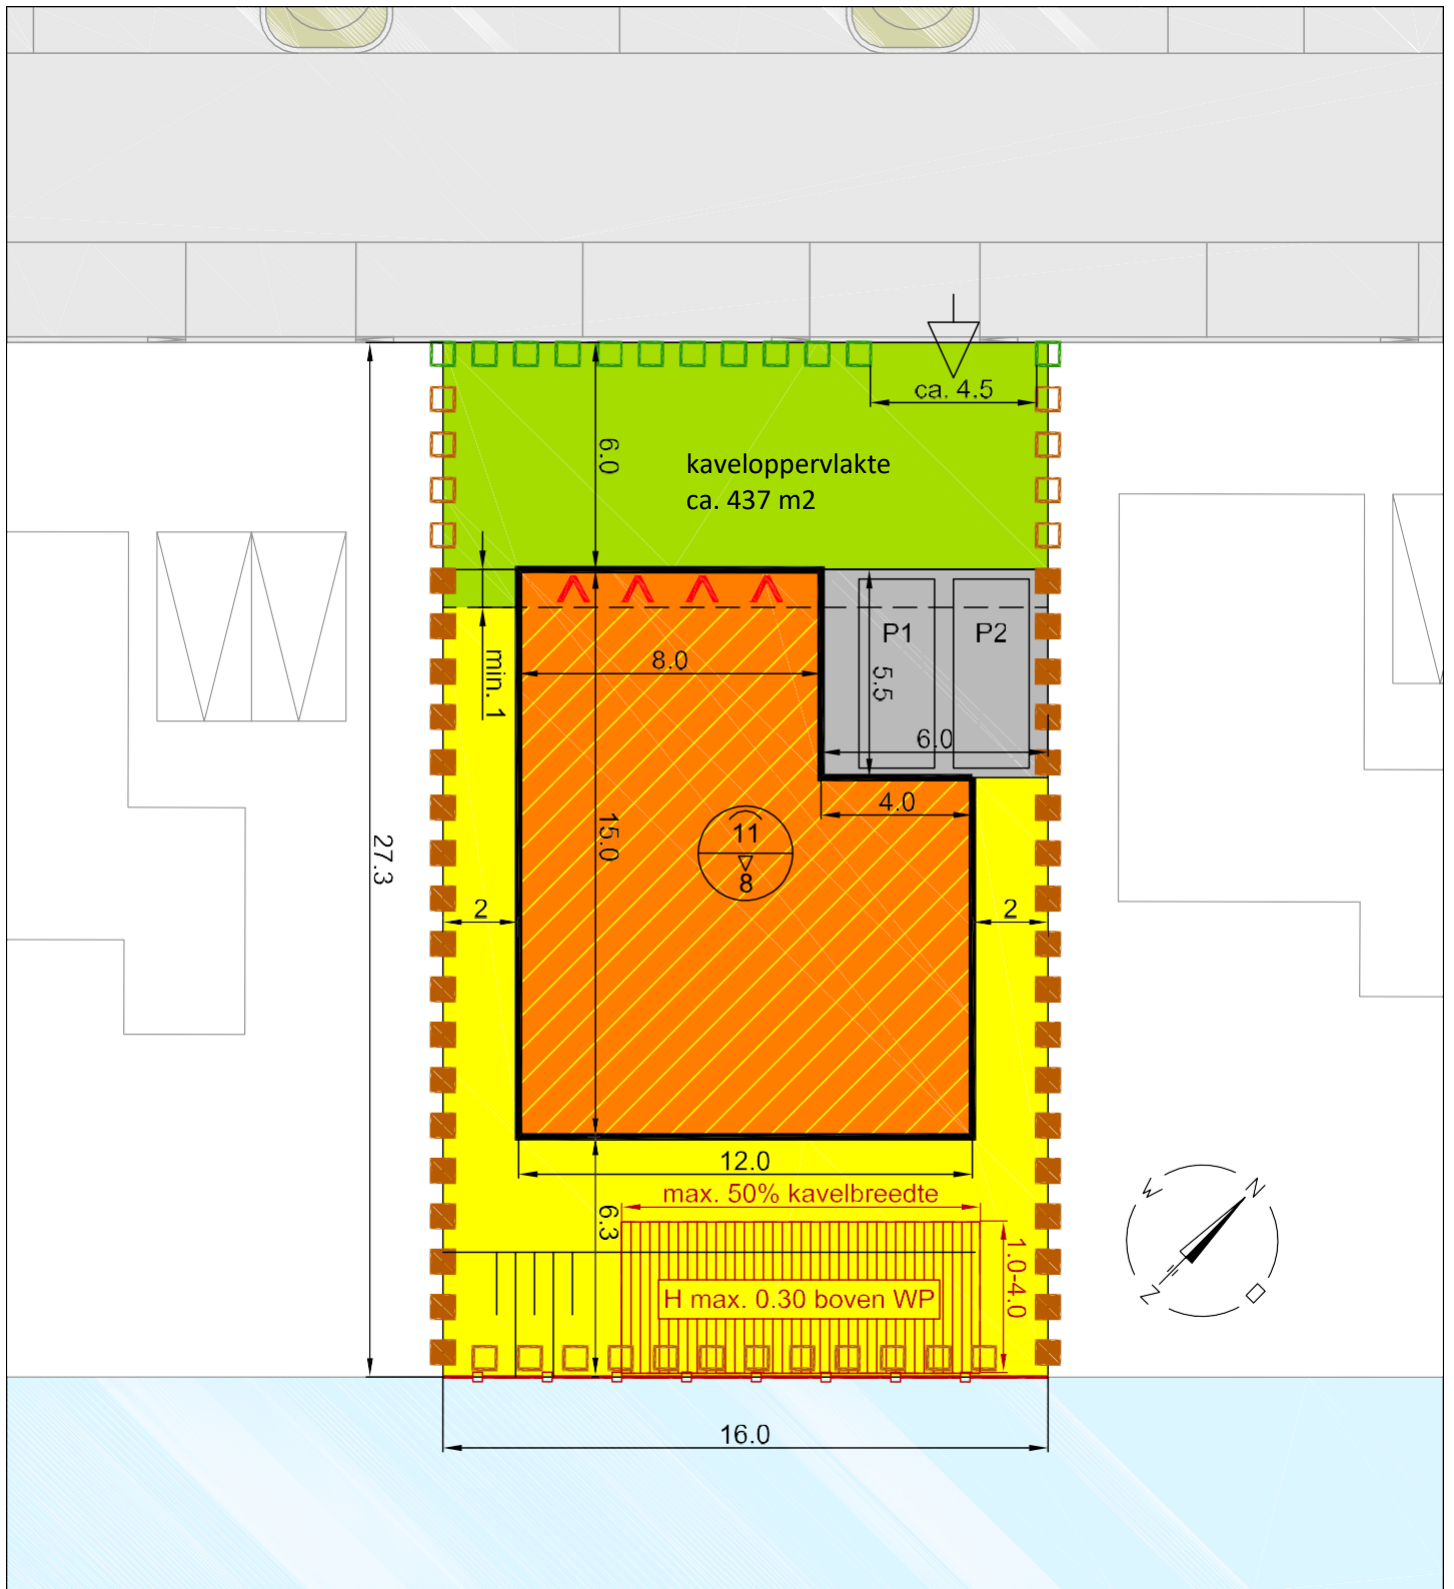 ca. 4.5
6.0
kaveloppervlakte
ca. 437 m2
P1
P2
min. 1
8.0
5.5
6.0
4.0
11
8
15.0
27.3
2
2
12.0
max. 50% kavelbreedte
6.3
1.0-4.0
H max. 0.30 boven WP
W
N
Z
O
16.0